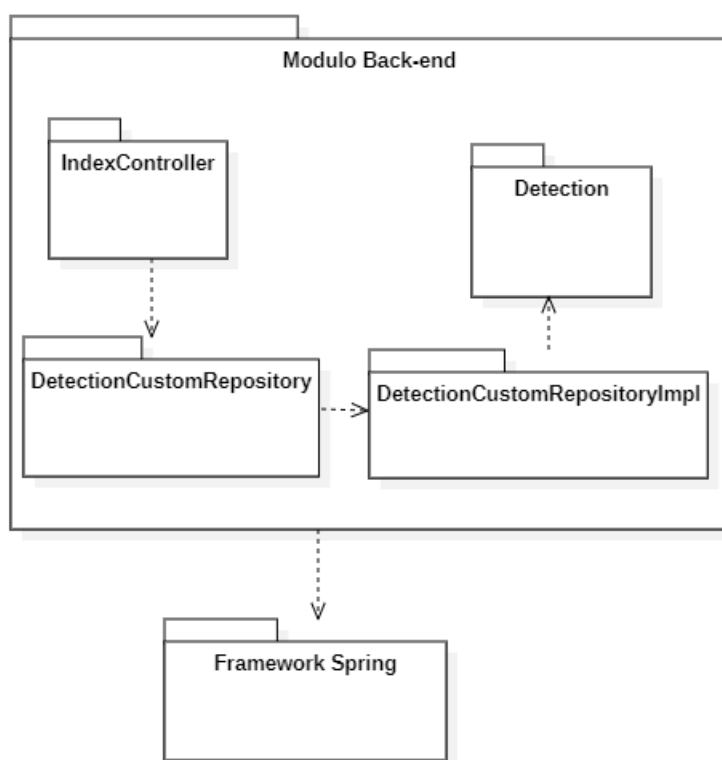 Modulo Back-end
IndexController
Detection
DetectionCustomRepository
DetectionCustomRepositoryImpl
Framework Spring